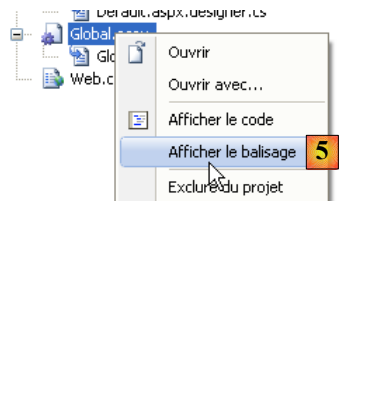 Default.aspx.designer.cs
Global.
Ouvrir
Glo
Web.c
Ouvrir avec...
Afficher le code
Afficher le balisage 5
Exclure du projet